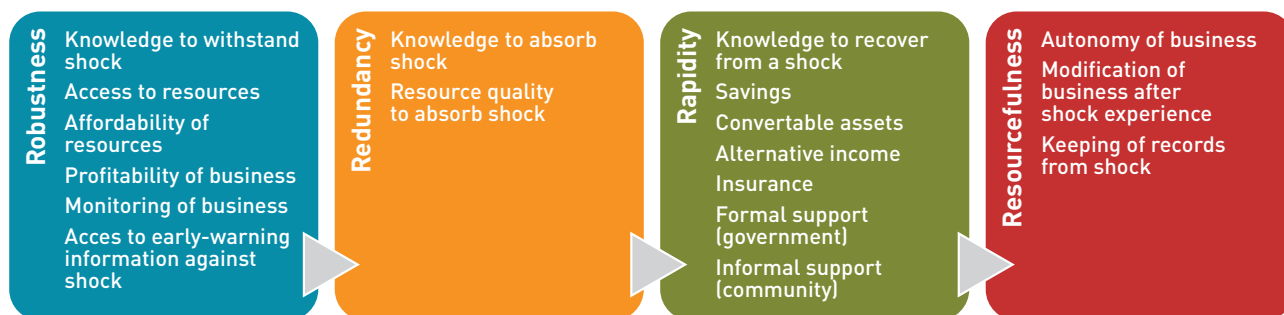 Robustness
Knowledge to withstand
shock
Access to resources
Affordability of
resources
Profitability of business
Monitoring of business
Acces to early-warning
information against
shock
Redundancy
Knowledge to absorb
shock
Resource quality
to absorb shock
Rapidity
Knowledge to recover
from a shock
Savings
Convertable assets
Alternative income
Insurance
Formal support
(government)
Informal support
(community)
Resourcefulness
Autonomy of business
Modification of
business after
shock experience
Keeping of records
from shock